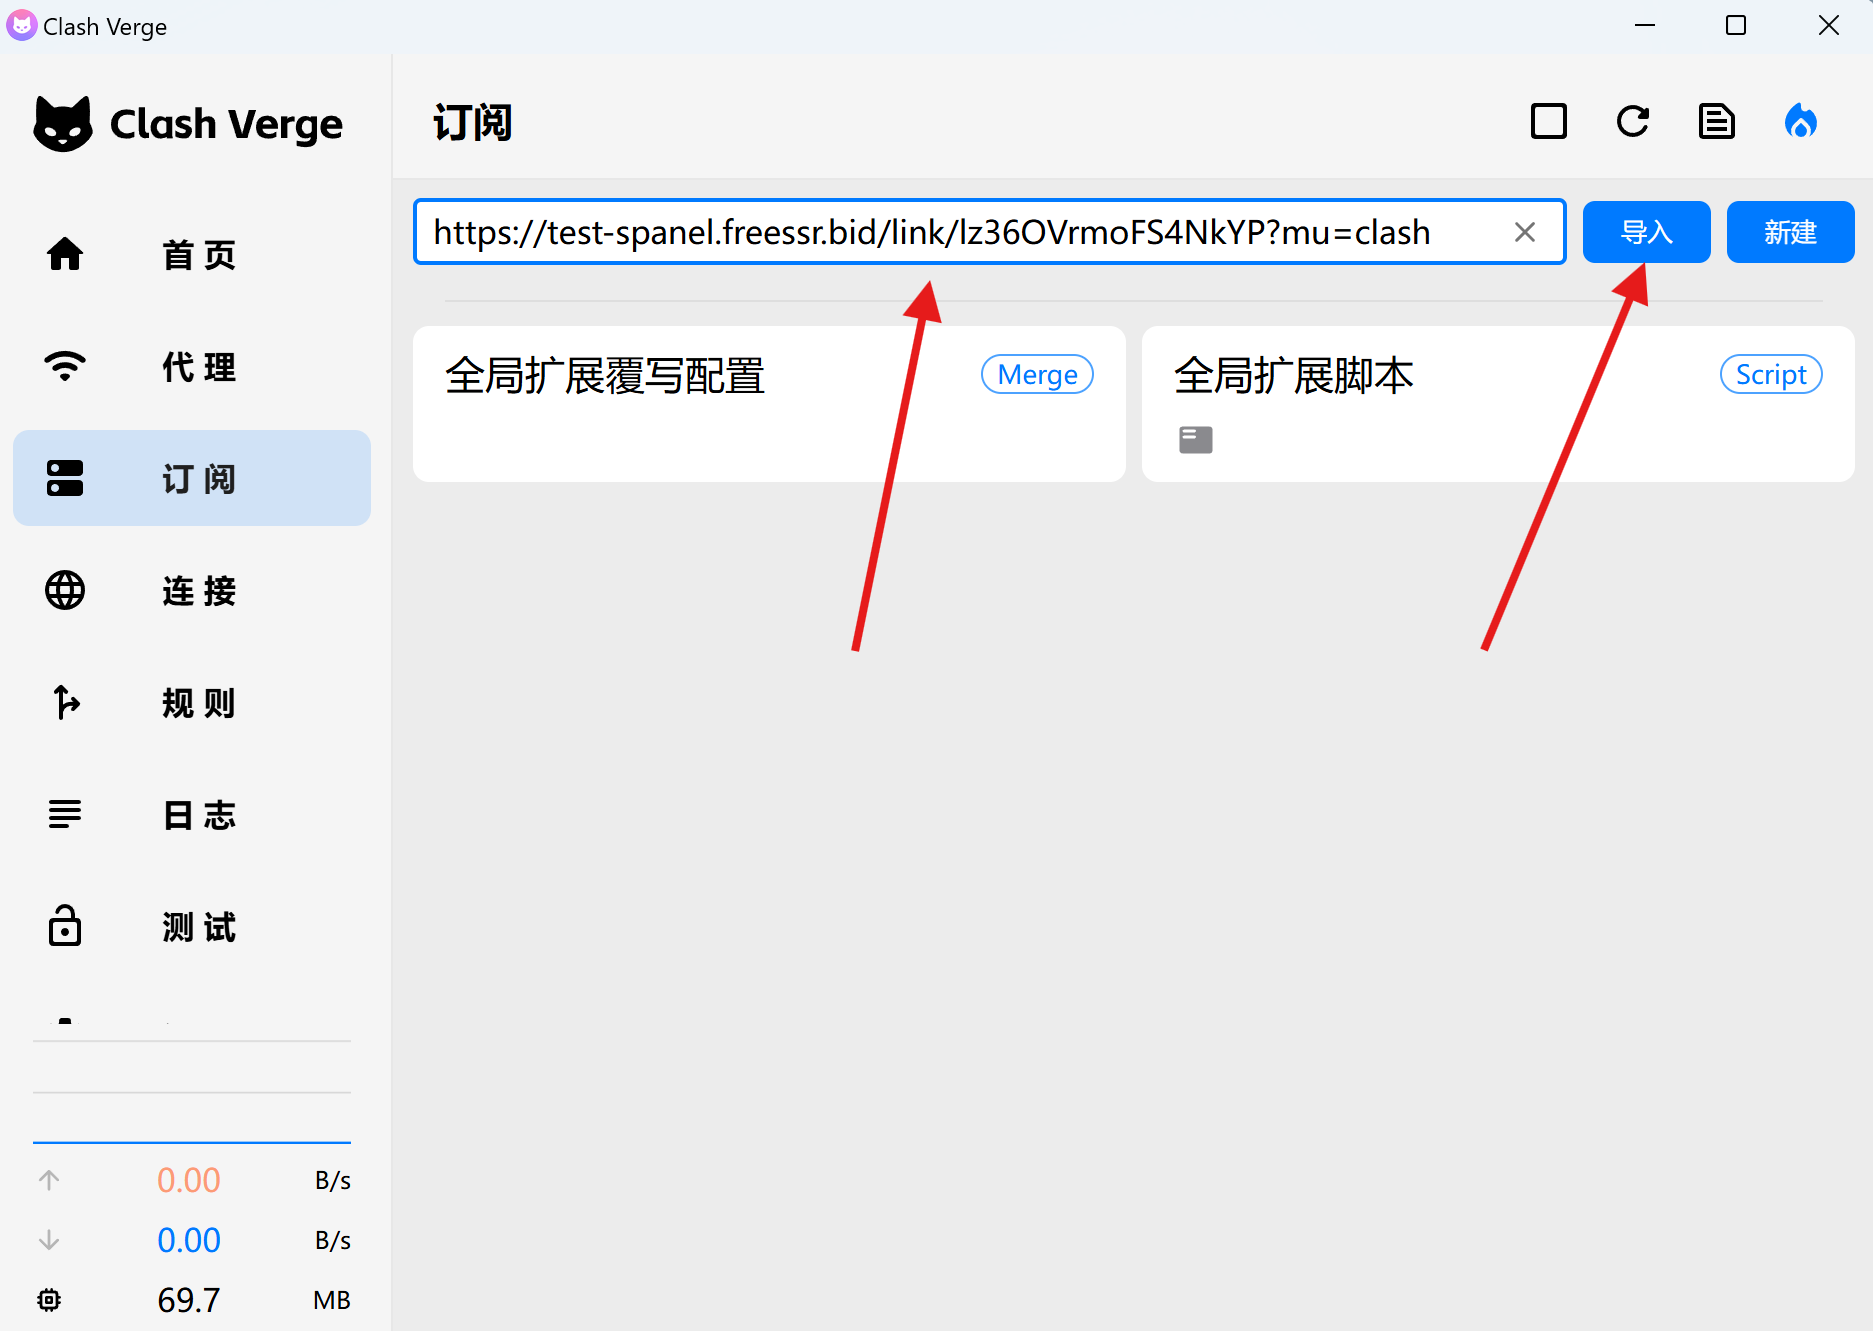 Clash Verge
Clash Verge
首 页
代 理
订 阅
连 接
规 则
日 志
测 试
0.00 B/s
0.00 B/s
69.7 MB
订阅
https://test-spanel.freessr.bid/link/lz36OVrmoFS4NkYP?mu=clash
导入
新建
全局扩展覆写配置
Merge
全局扩展脚本
Script